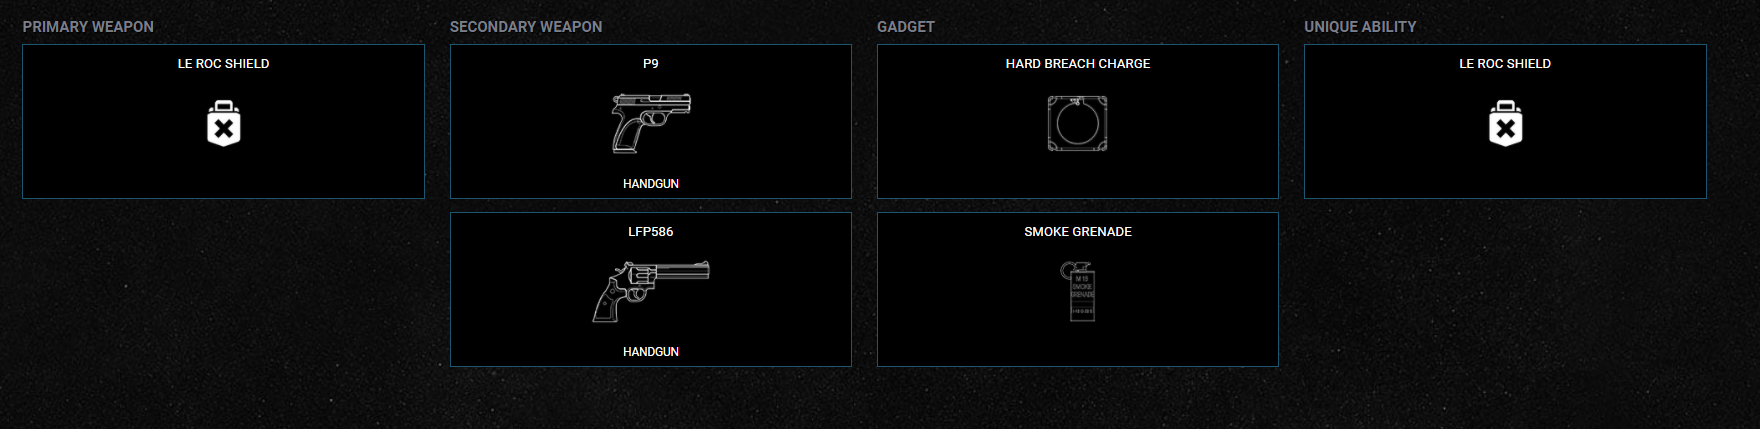 PRIMARY WEAPON
SECONDARY WEAPON
GADGET
UNIQUE ABILITY
LE ROC SHIELD
P9
HARD BREACH CHARGE
LE ROC SHIELD
HANDGUN
LFP586
SMOKE GRENADE
M 18
SMOKE
GRENADE
HANDGUN